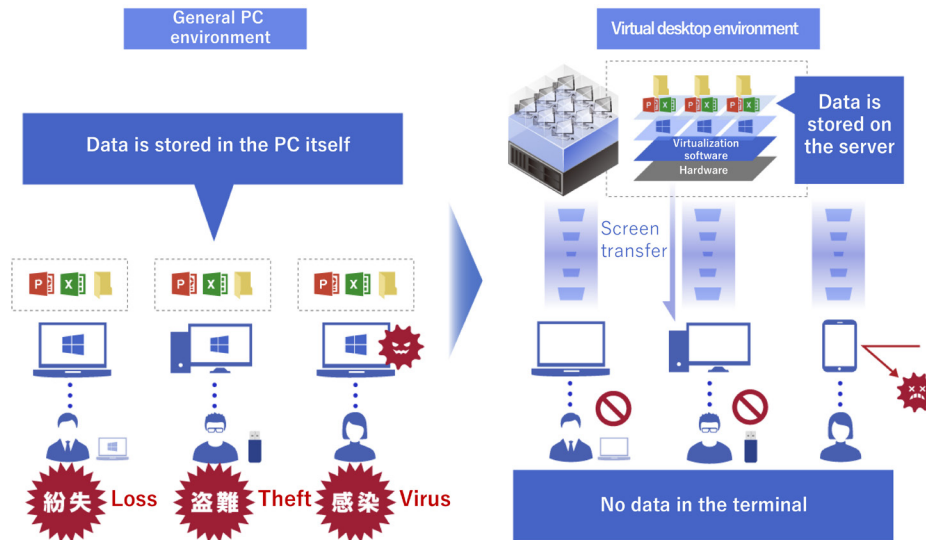 General PC
environment
Data is stored in the PC itself
P X
P X
P X
紛失 Loss
盗難 Theft
感染 Virus
Virtual desktop environment
P X P X P X
Virtualization
software
Hardware
Data is
stored on
the server
Screen
transfer
No data in the terminal